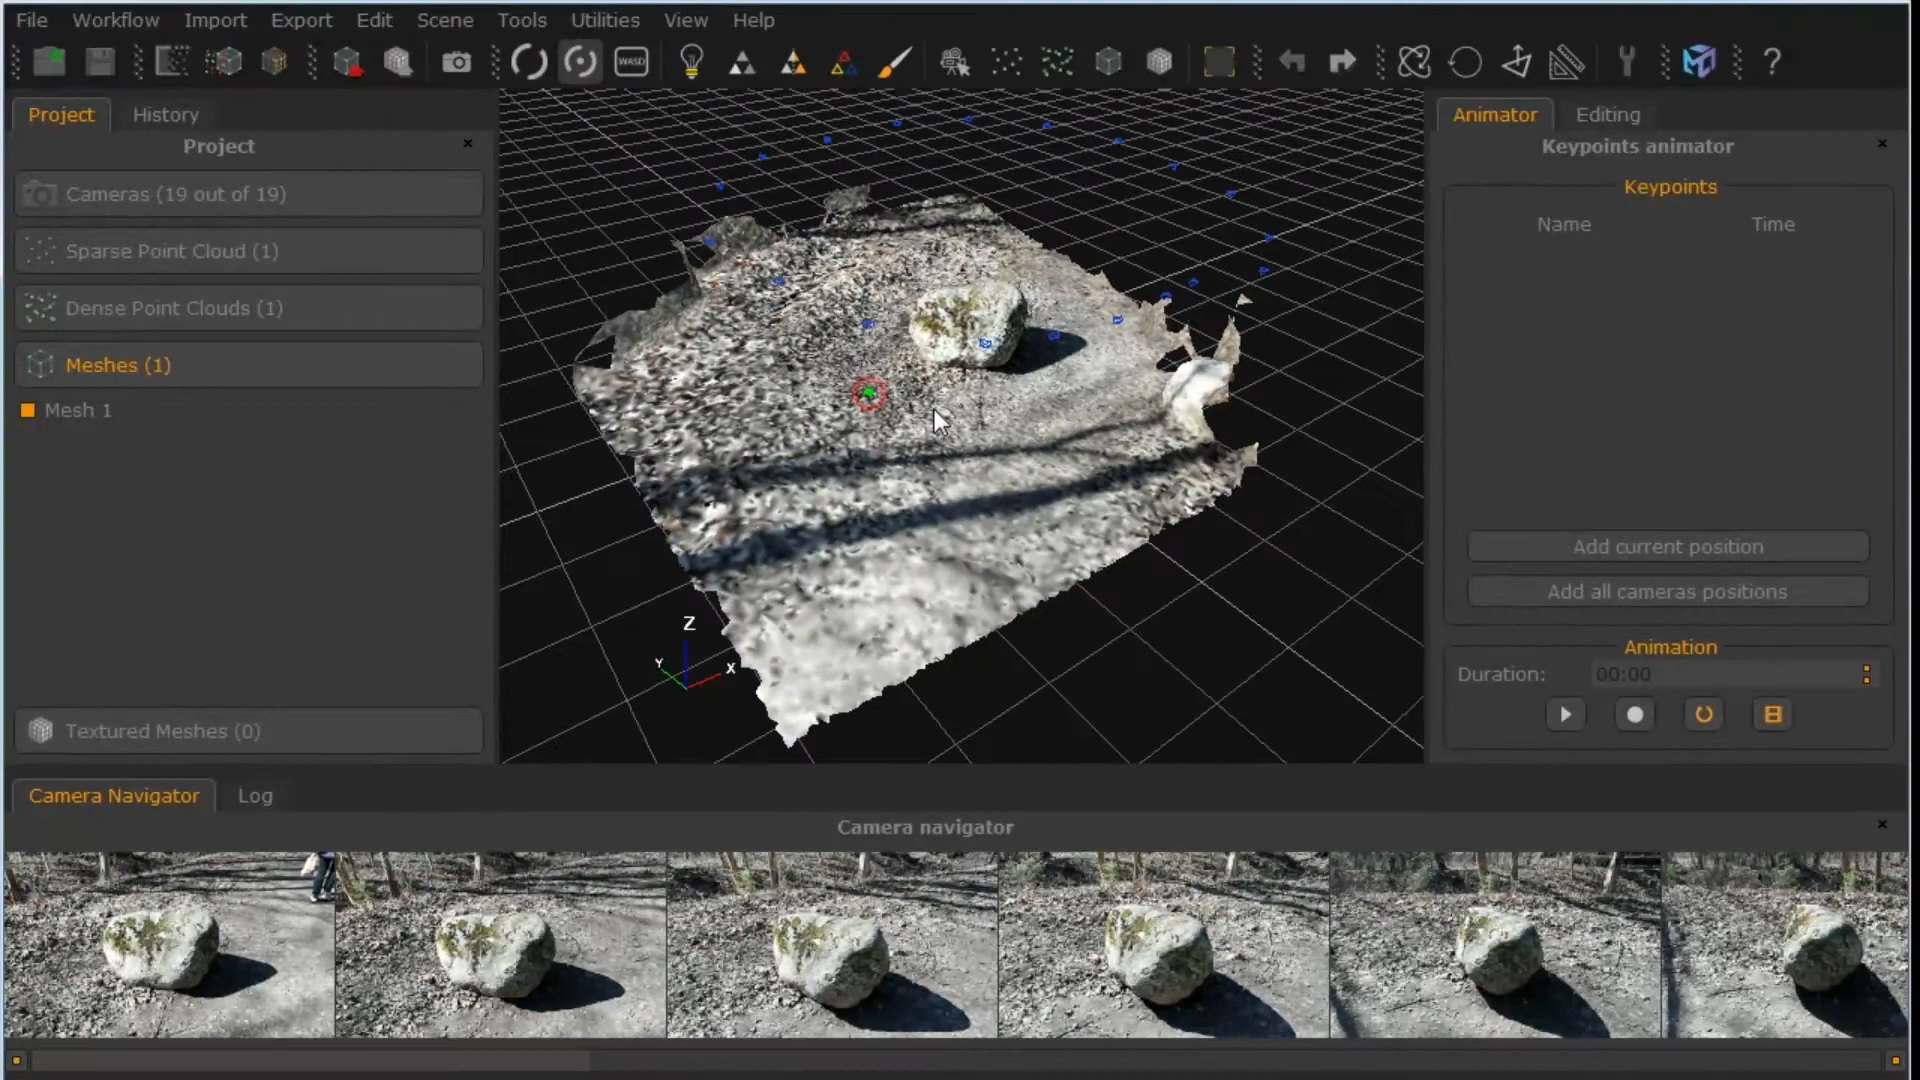 File Workflow Import Export Edit Scene Tools Utilities View Help
WASD
Project History
Project
Cameras (19 out of 19)
Sparse Point Cloud (1)
Dense Point Clouds (1)
Meshes (1)
Mesh 1
Textured Meshes (0)
Z
Y
X
Animator Editing
Keypoints animator
Keypoints
Name Time
Add current position
Add all cameras positions
Animation
Duration: 00:00
Camera Navigator Log
Camera navigator